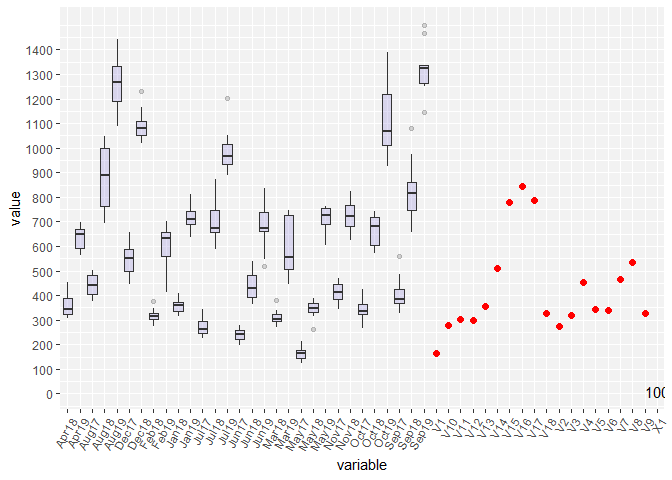 1400
1300
1200
1100
1000
900
800
700
600
500
400
300
200
100
0
value
100
Apr18
Apr19
Aug17
Aug18
Aug19
Dec17
Dec18
Feb18
Feb19
Jan18
Jan19
Jul17
Jul18
Jul19
Jun17
Jun18
Jun19
Mar18
Mar19
May17
May18
May19
Nov17
Nov18
Oct17
Oct18
Oct19
Sep17
Sep18
Sep19
V1
V10
V11
V12
V13
V14
V15
V16
V17
V18
V2
V3
V4
V5
V6
V7
V8
V9
X1
variable